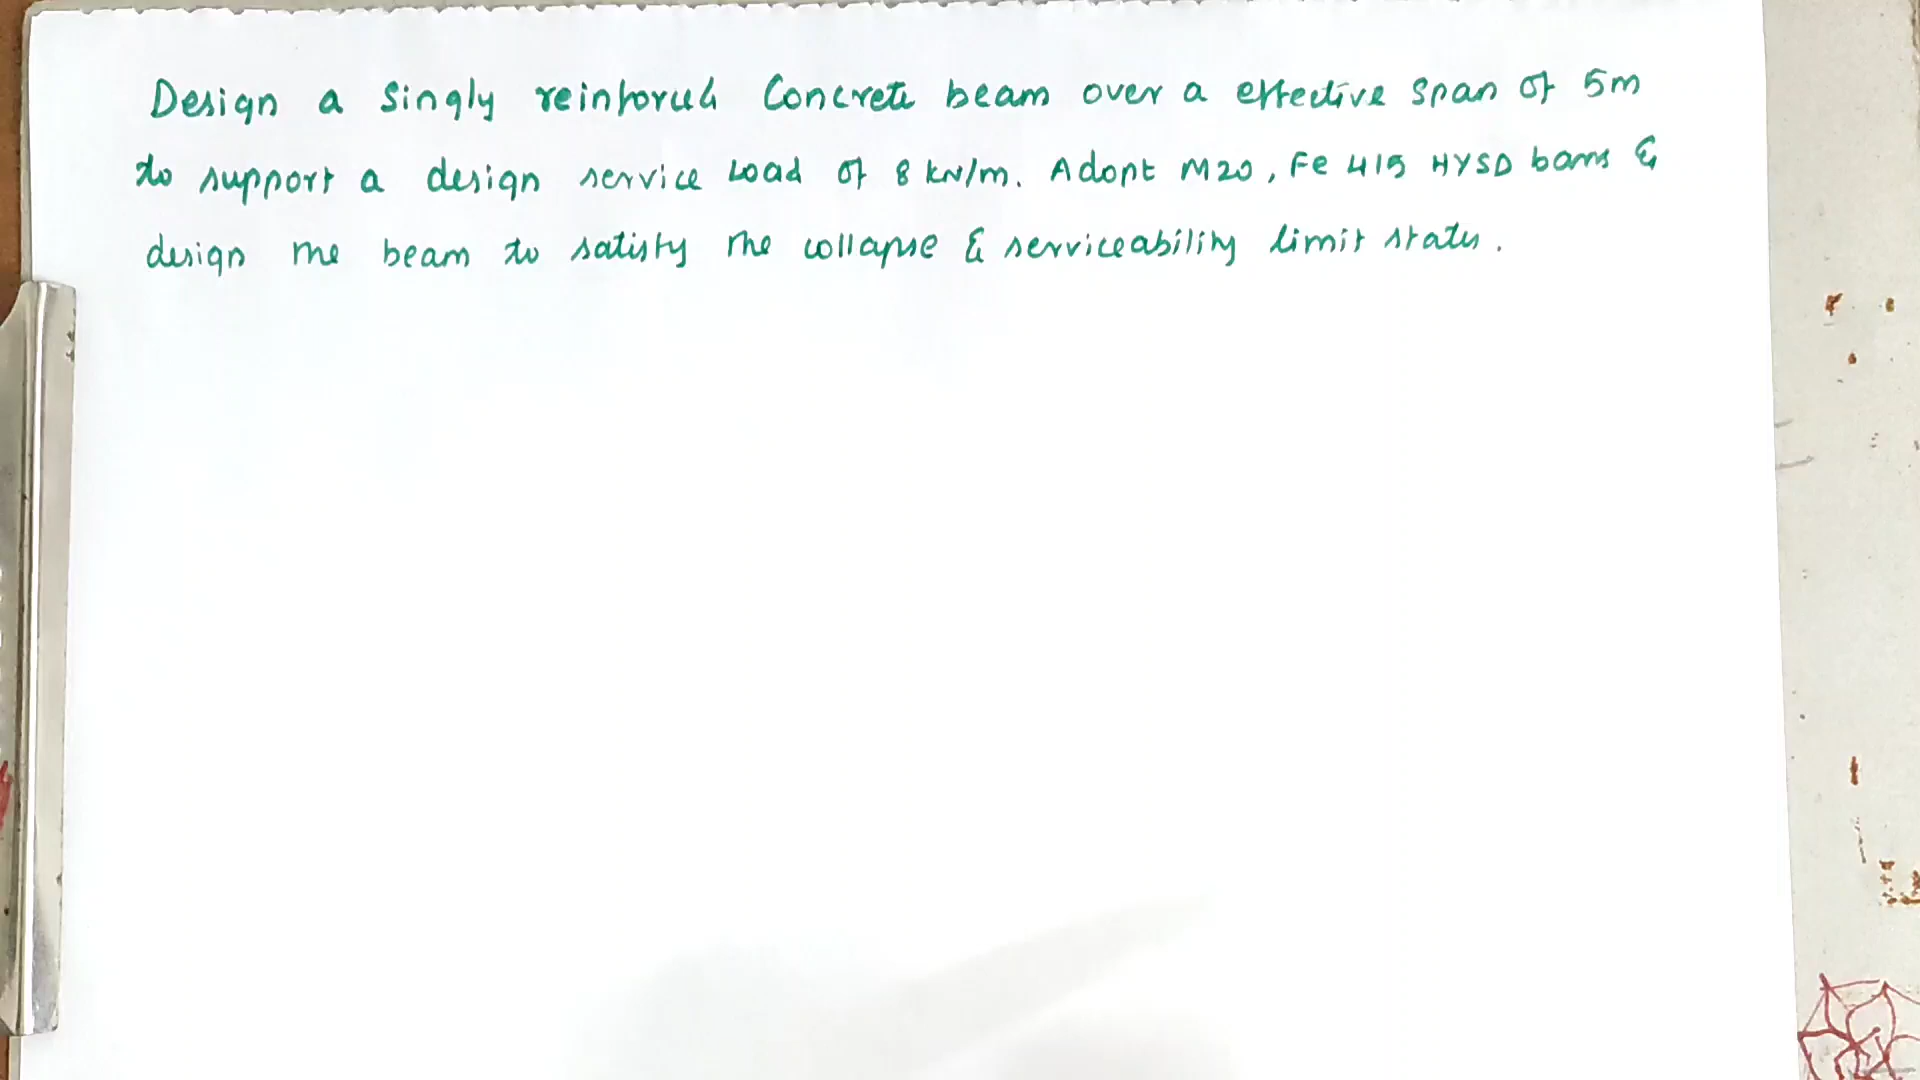 Design a singly reinforced Concrete beam over a effective span of 5m
to support a design service Load of 8 kN/m. Adopt M20, Fe 415 HYSD bars &
design the beam to satisfy the collapse & serviceability limit states.